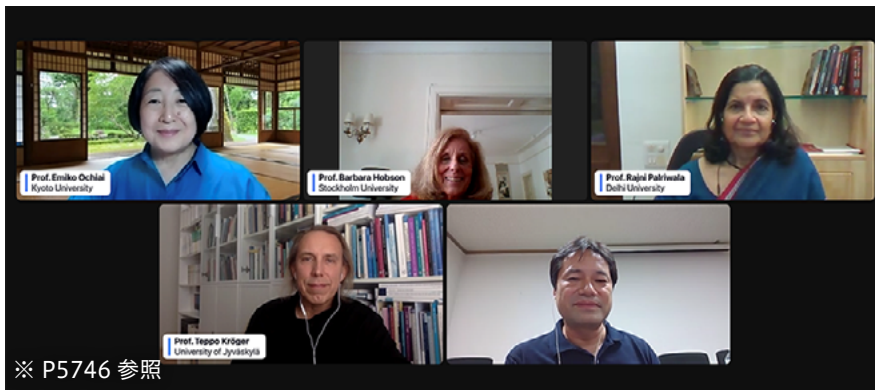 Prof. Emiko Ochiai
Kyoto University
Prof. Barbara Hobson
Stockholm University
Prof. Rajni Palriwala
Delhi University
Prof. Teppo Kröger
University of Jyväskylä
※ P5746 参照